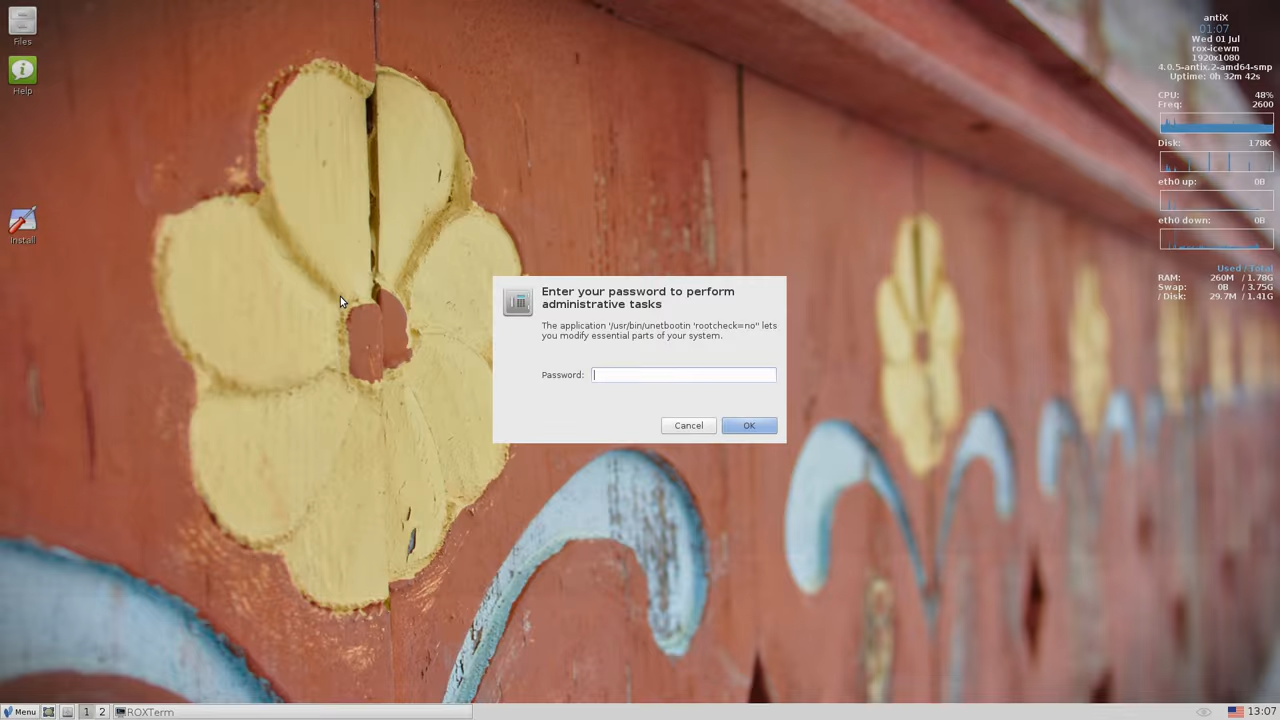 Files
Help
Install
antiX
01:07
Wed 01 Jul
rox-icewm
1920x1080
4.0.5-antix.2-amd64-smp
Uptime: 0h 32m 42s
CPU: 48%
Freq: 2600
Disk: 178K
eth0 up: 0B
eth0 down: 0B
Used / Total
RAM: 260M / 1.78G
Swap: 0B / 3.75G
/ Disk: 29.7M / 1.41G
Enter your password to perform
administrative tasks
The application '/usr/bin/unetbootin 'rootcheck=no'' lets
you modify essential parts of your system.
Password:
Cancel OK
Menu 1 2 ROXTerm 13:07